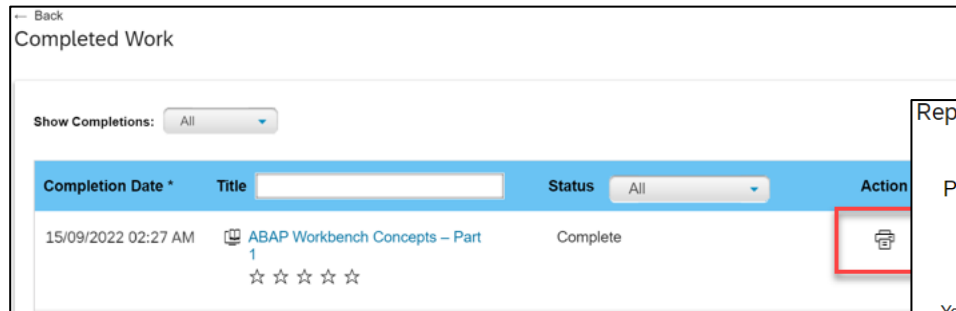 ← Back
Completed Work
Show Completions: All
Rep
Completion Date * Title Status All Action
P
15/09/2022 02:27 AM ABAP Workbench Concepts – Part
1
Complete